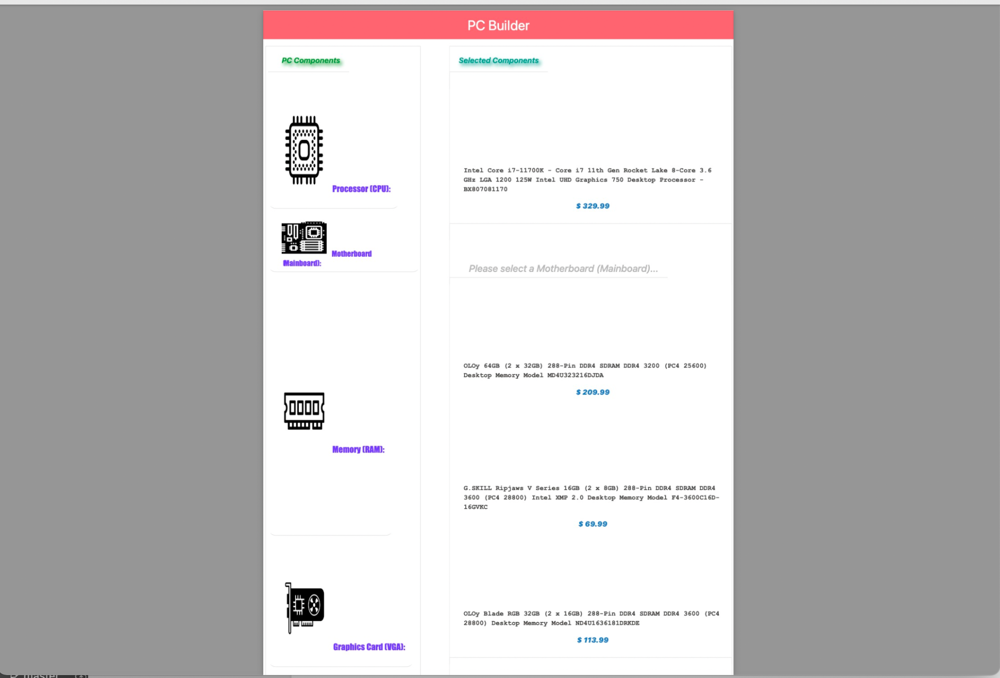 PC Builder
PC Components
Selected Components
Processor (CPU):
Intel Core i7-11700K - Core i7 11th Gen Rocket Lake 8-Core 3.6
GHz LGA 1200 125W Intel UHD Graphics 750 Desktop Processor -
BX807081170
$ 329.99
Motherboard
(Mainboard):
Please select a Motherboard (Mainboard)...
Memory (RAM):
OLOy 64GB (2 x 32GB) 288-Pin DDR4 SDRAM DDR4 3200 (PC4 25600)
Desktop Memory Model MD4U323216DJDA
$ 209.99
G.SKILL Ripjaws V Series 16GB (2 x 8GB) 288-Pin DDR4 SDRAM DDR4
3600 (PC4 28800) Intel XMP 2.0 Desktop Memory Model F4-3600C16D-
16GVKC
$ 69.99
Graphics Card (VGA):
OLOy Blade RGB 32GB (2 x 16GB) 288-Pin DDR4 SDRAM DDR4 3600 (PC4
28800) Desktop Memory Model ND4U1636181DRKDE
$ 113.99
master